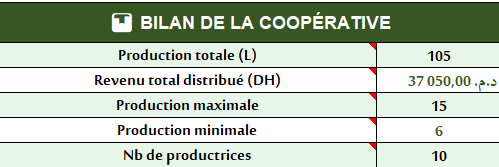 BILAN DE LA COOPÉRATIVE
Production totale (L) 105
Revenu total distribué (DH) 37 050,00 د.م.
Production maximale 15
Production minimale 6
Nb de productrices 10